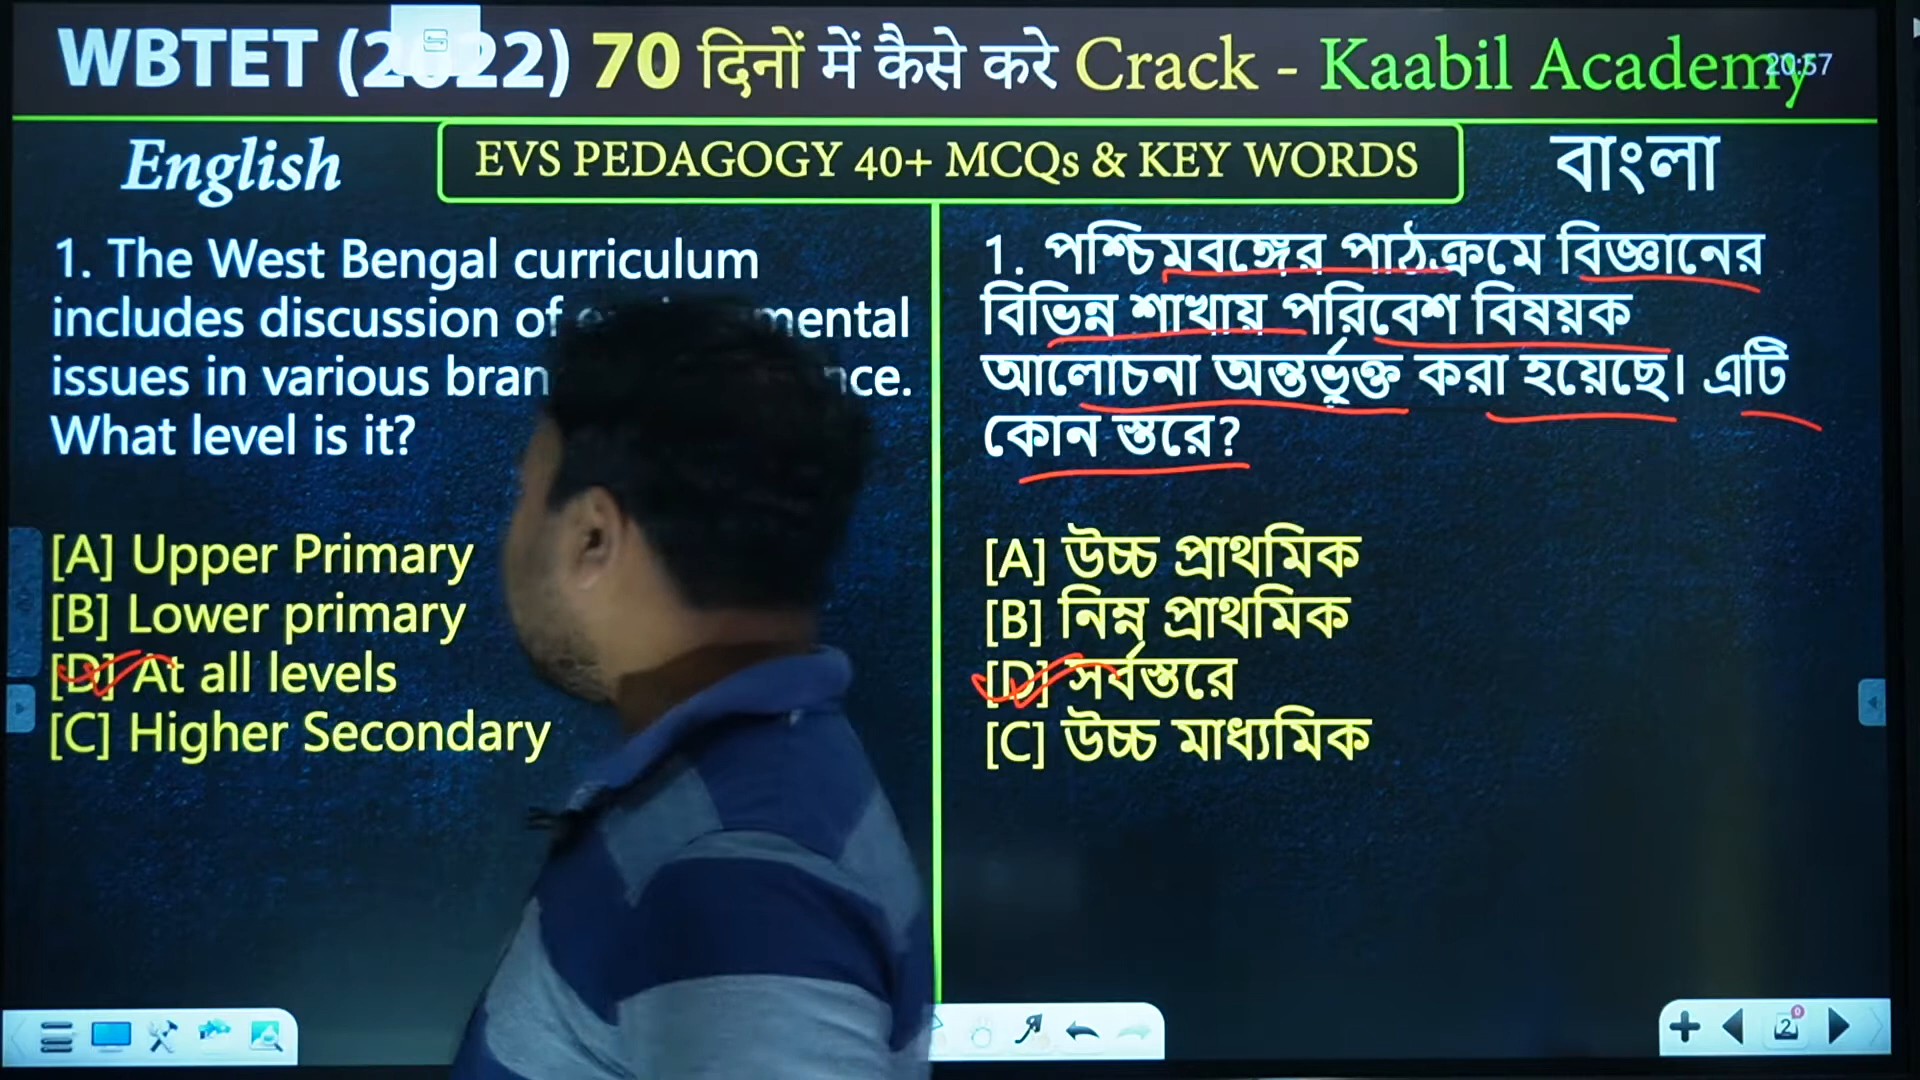 WBTET (2022) 70 दिनों में कैसे करे Crack - Kaabil Academy
20:57
English
EVS PEDAGOGY 40+ MCQs & KEY WORDS
বাংলা
1. The West Bengal curriculum
includes discussion of mental
issues in various
What level is it?
[A] Upper Primary
[B] Lower primary
[D] At all levels
[C] Higher Secondary
1. পশ্চিমবঙ্গের পাঠক্রমে বিজ্ঞানের
বিভিন্ন শাখায় পরিবেশ বিষয়ক
আলোচনা অন্তর্ভুক্ত করা হয়েছে। এটি
কোন স্তরে?
[A] উচ্চ প্রাথমিক
[B] নিম্ন প্রাথমিক
[D] সর্বস্তরে
[C] উচ্চ মাধ্যমিক
2